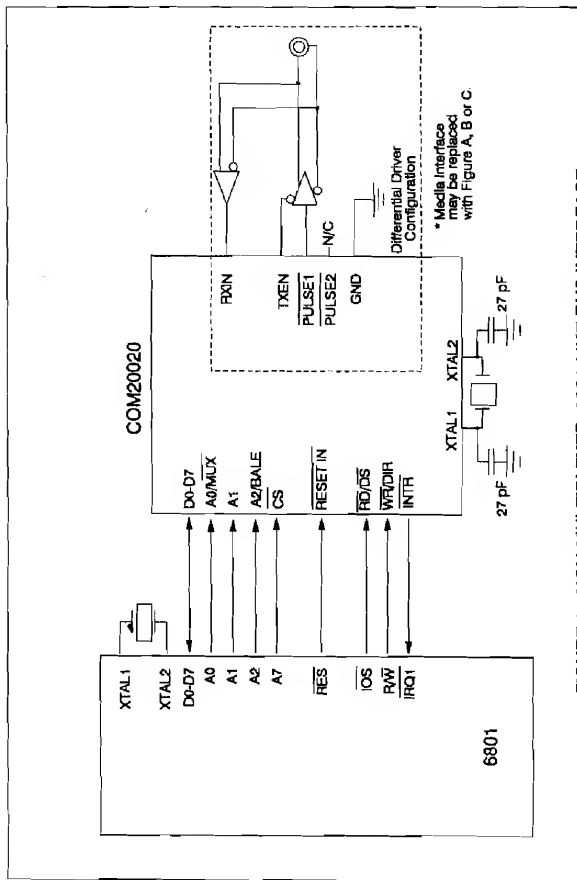 COM20020
6801
XTAL1
XTAL2
D0-D7
A0
A1
A2
A7
RES
IOS
R/W
IRQ1
D0-D7
A0/MUX
A1
A2/BALE
CS
RESET IN
RD/DS
WR/DIR
INTR
RXIN
TXEN
PULSE1
PULSE2
GND
N/C
Differential Driver
Configuration
* Media Interface
may be replaced
with Figure A, B or C.
XTAL1
XTAL2
27 pF
27 pF